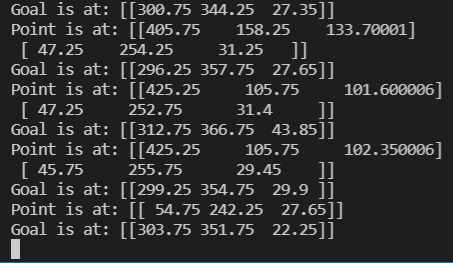 Goal is at: [[300.75 344.25  27.35]]
Point is at: [[405.75     158.25     133.70001]
 [ 47.25     254.25      31.25   ]]
Goal is at: [[296.25 357.75  27.65]]
Point is at: [[425.25      105.75      101.600006]
 [ 47.25      252.75       31.4     ]]
Goal is at: [[312.75 366.75  43.85]]
Point is at: [[425.25      105.75      102.350006]
 [ 45.75      255.75       29.45    ]]
Goal is at: [[299.25 354.75  29.9 ]]
Point is at: [[ 54.75 242.25  27.65]]
Goal is at: [[303.75 351.75  22.25]]